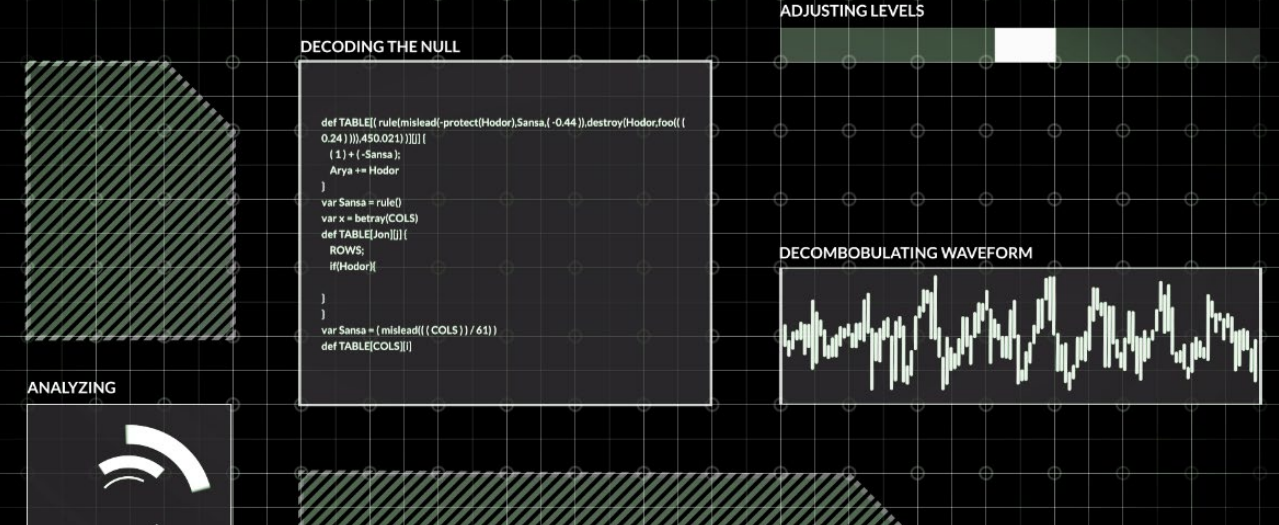 ADJUSTING LEVELS
DECODING THE NULL
def TABLE[( rule(mislead(-protect(Hodor),Sansa,( -0.44 )),destroy(Hodor,foo(( (
0.24 ) ))),450.021) )][j] {
( 1 ) + ( -Sansa );
Arya += Hodor
}
var Sansa = rule()
var x = betray(COLS)
def TABLE[Jon][j] {
ROWS;
if(Hodor){
}
}
var Sansa = ( mislead(( ( COLS ) ) / 61) )
def TABLE[COLS][i]
DECOMBOBULATING WAVEFORM
ANALYZING